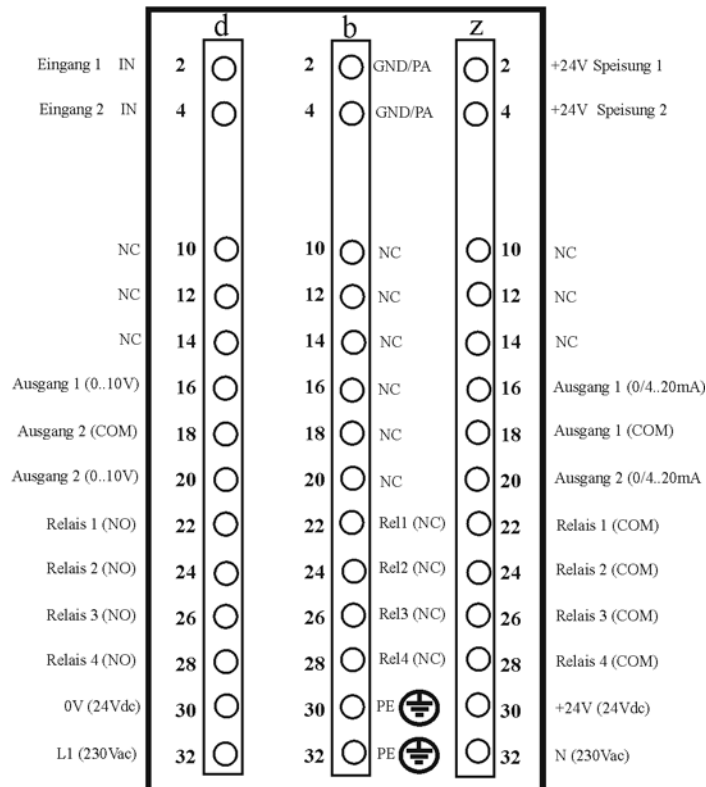 d b z
Eingang 1 IN 2 2 GND/PA 2 +24V Speisung 1
Eingang 2 IN 4 4 GND/PA 4 +24V Speisung 2
NC 10 10 NC 10 NC
NC 12 12 NC 12 NC
NC 14 14 NC 14 NC
Ausgang 1 (0..10V) 16 16 NC 16 Ausgang 1 (0/4..20mA)
Ausgang 2 (COM) 18 18 NC 18 Ausgang 1 (COM)
Ausgang 2 (0..10V) 20 20 NC 20 Ausgang 2 (0/4..20mA
Relais 1 (NO) 22 22 Rel1 (NC) 22 Relais 1 (COM)
Relais 2 (NO) 24 24 Rel2 (NC) 24 Relais 2 (COM)
Relais 3 (NO) 26 26 Rel3 (NC) 26 Relais 3 (COM)
Relais 4 (NO) 28 28 Rel4 (NC) 28 Relais 4 (COM)
0V (24Vdc) 30 30 PE 30 +24V (24Vdc)
L1 (230Vac) 32 32 PE 32 N (230Vac)